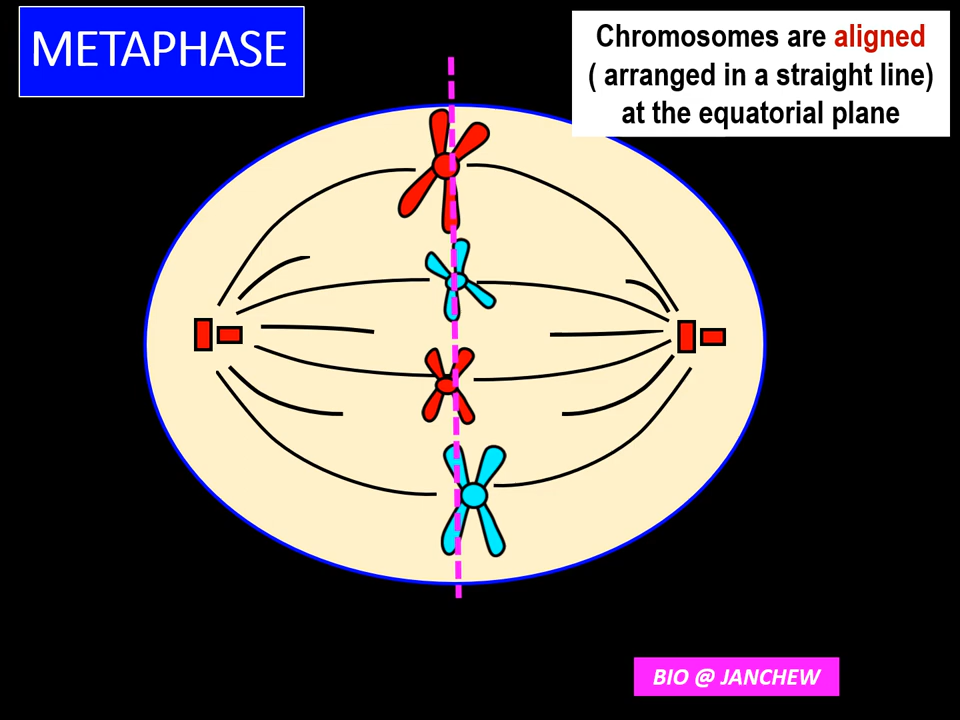 METAPHASE
Chromosomes are aligned
( arranged in a straight line)
at the equatorial plane
BIO @ JANCHEW